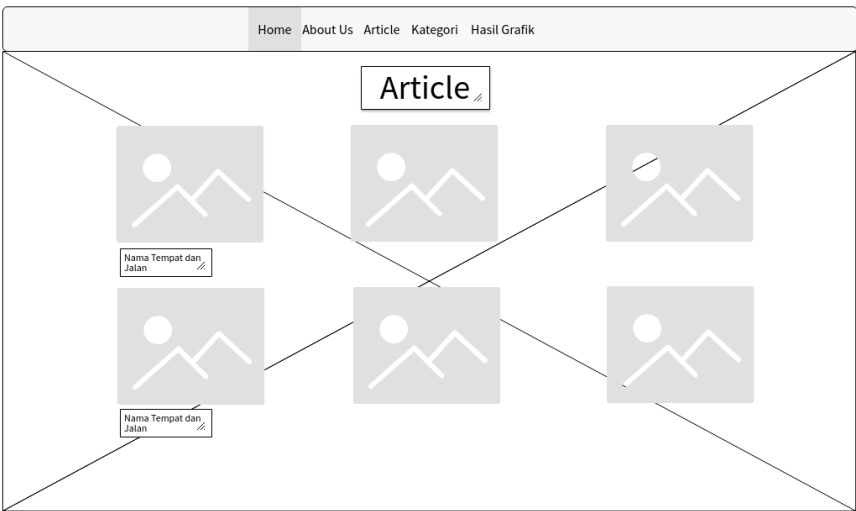 Home About Us Article Kategori Hasil Grafik
Article
Nama Tempat dan
Jalan
Nama Tempat dan
Jalan